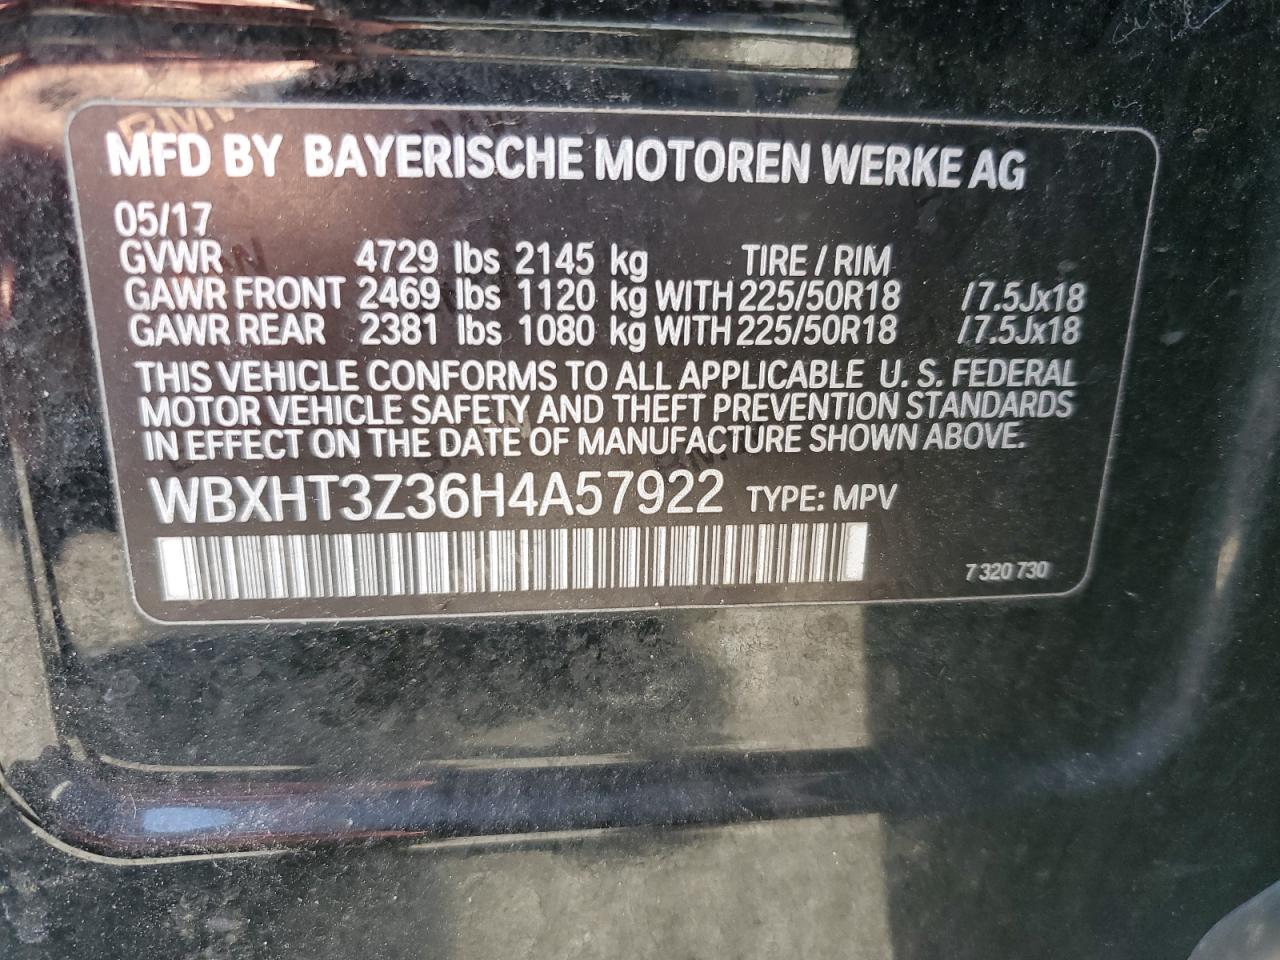 MFD BY BAYERISCHE MOTOREN WERKE AG
05/17
GVWR 4729 lbs 2145 kg TIRE / RIM
GAWR FRONT 2469 lbs 1120 kg WITH 225/50R18 /7.5Jx18
GAWR REAR 2381 lbs 1080 kg WITH 225/50R18 /7.5Jx18
THIS VEHICLE CONFORMS TO ALL APPLICABLE U. S. FEDERAL
MOTOR VEHICLE SAFETY AND THEFT PREVENTION STANDARDS
IN EFFECT ON THE DATE OF MANUFACTURE SHOWN ABOVE.
WBXHT3Z36H4A57922 TYPE: MPV
7 320 730